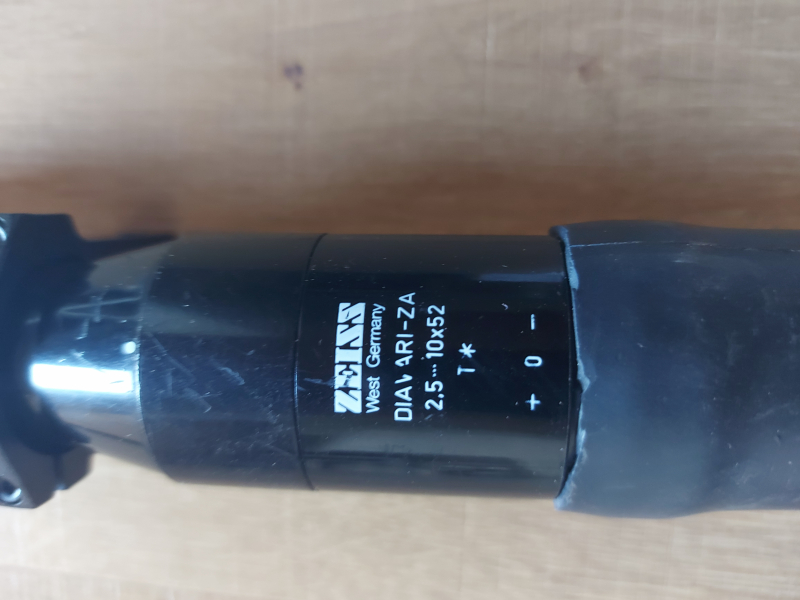 ZEISS
West Germany
DIAVARI-ZA
2.5···10x52
T*
+ 0 −